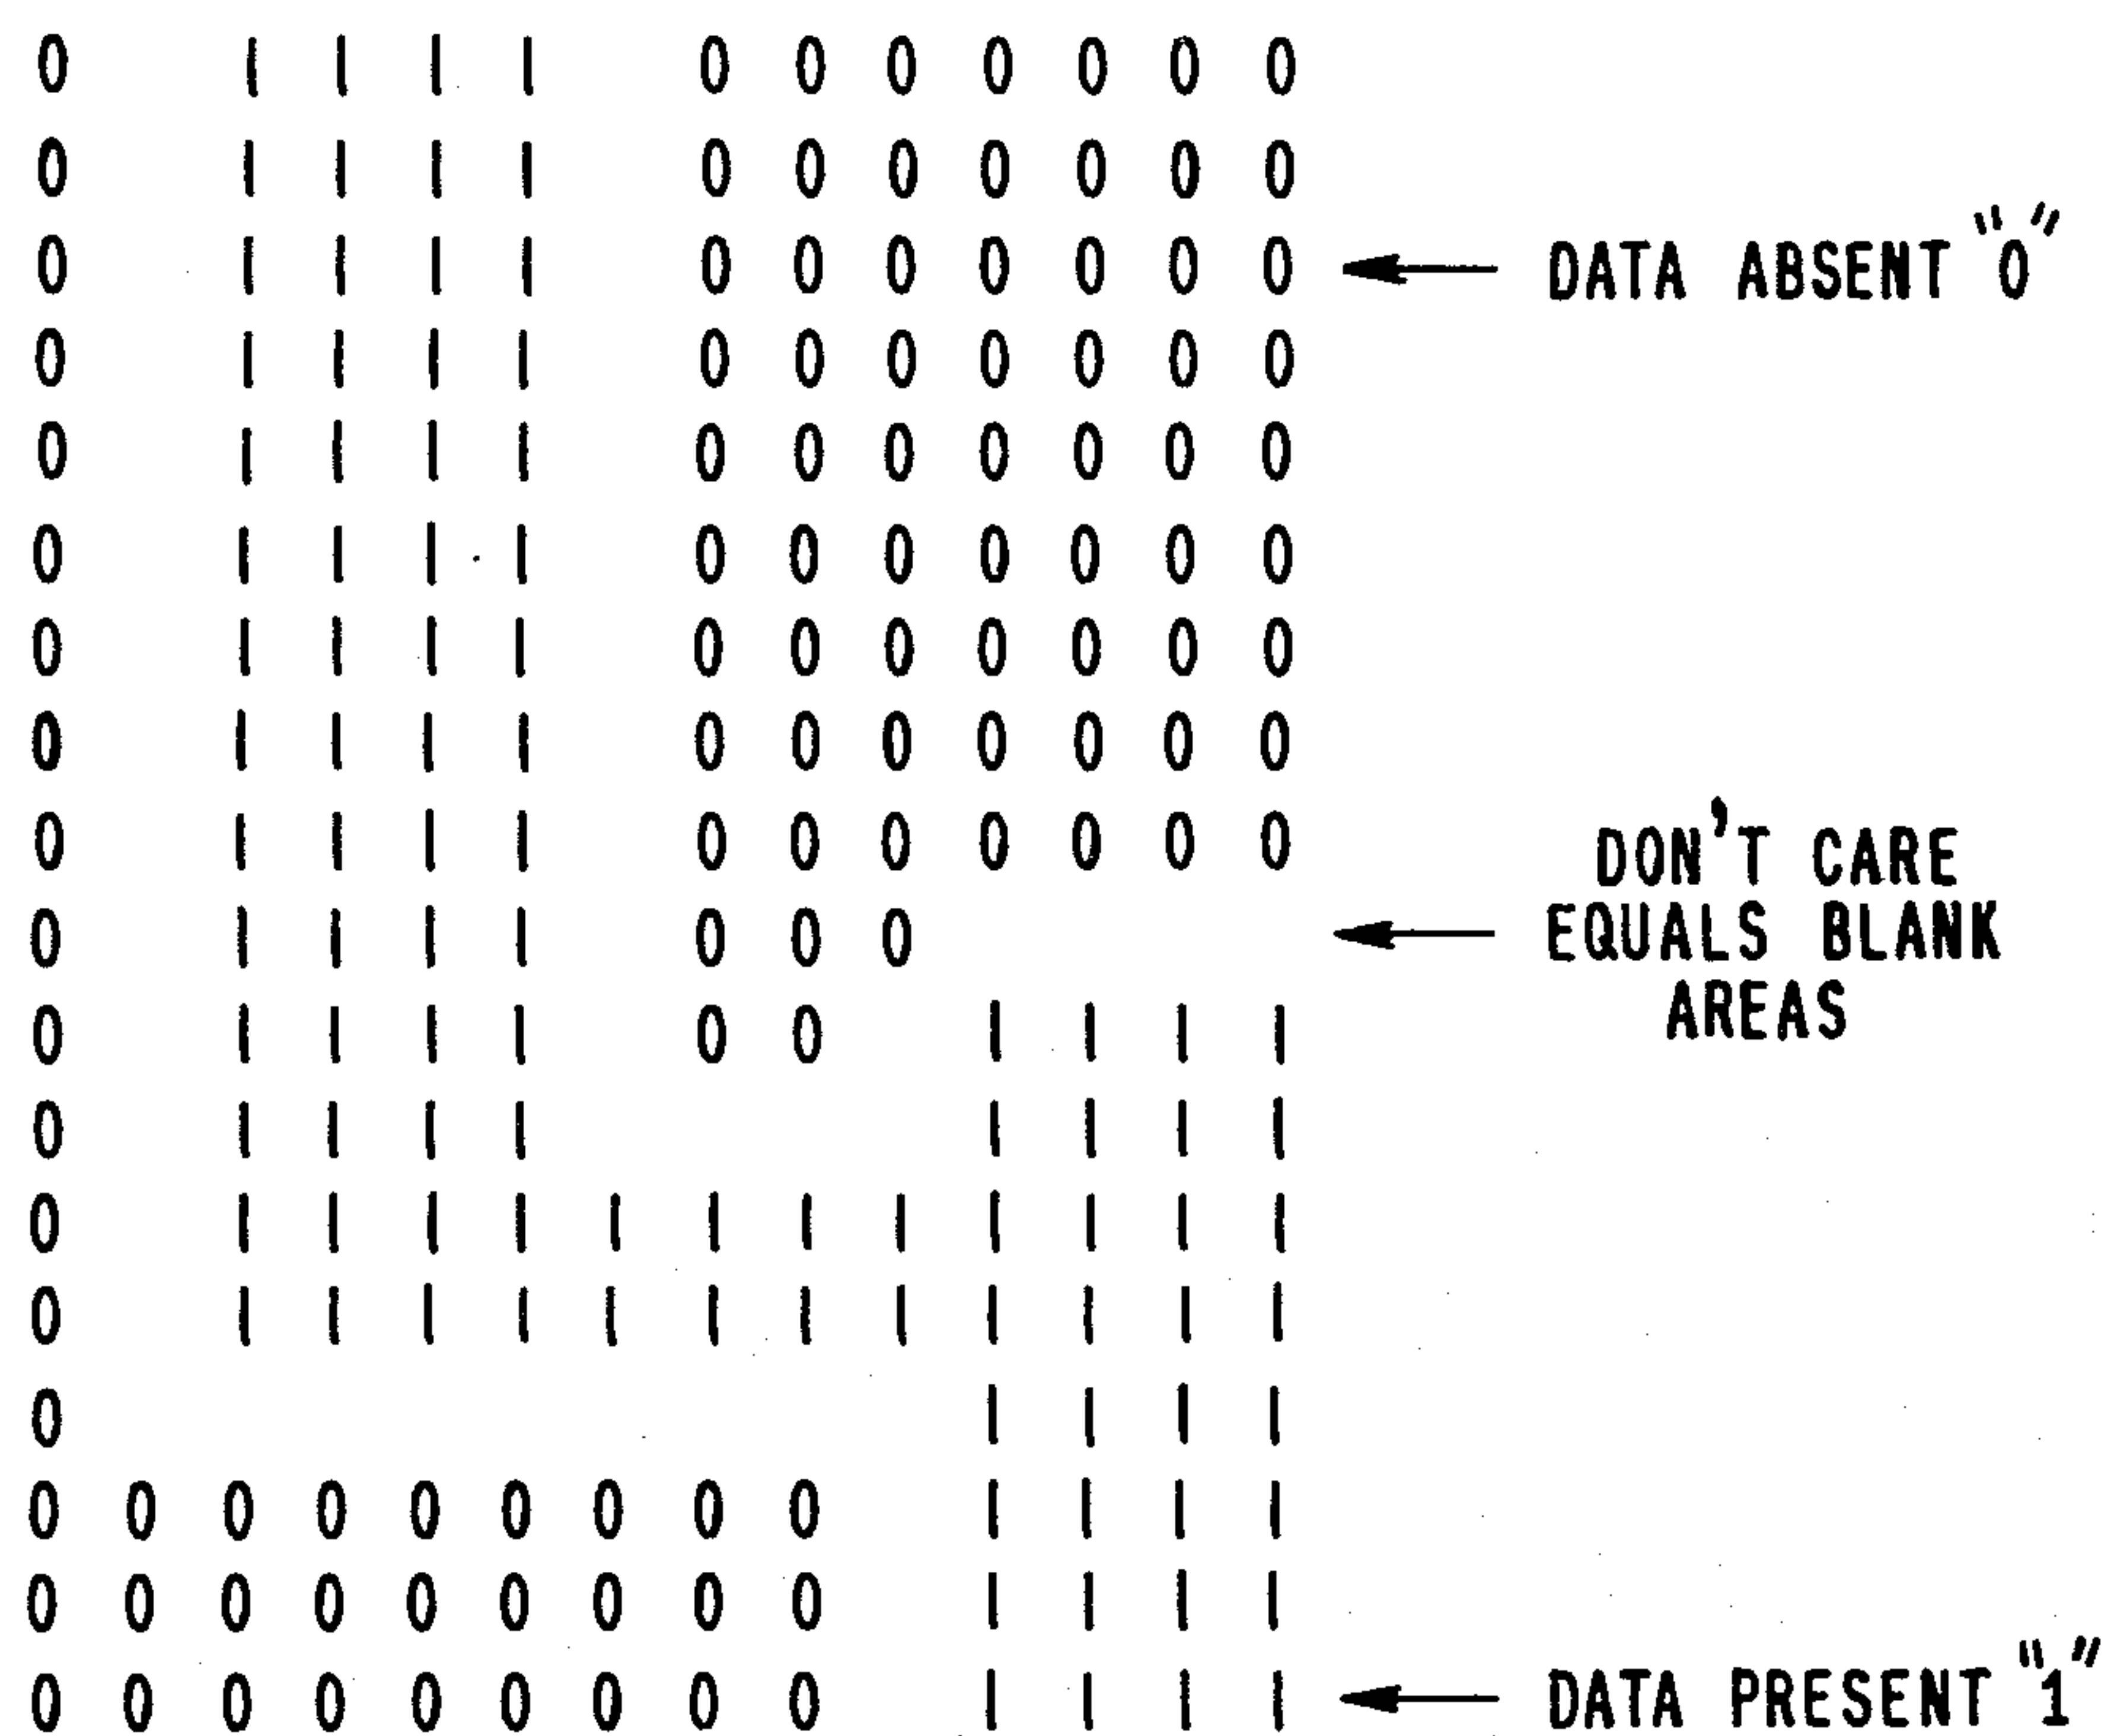 0 1 1 1 1 0 0 0 0 0 0 0
0 1 1 1 1 0 0 0 0 0 0 0
0 1 1 1 1 0 0 0 0 0 0 0 DATA ABSENT "0"
0 1 1 1 1 0 0 0 0 0 0 0
0 1 1 1 1 0 0 0 0 0 0 0
0 1 1 1 1 0 0 0 0 0 0 0
0 1 1 1 1 0 0 0 0 0 0 0
0 1 1 1 1 0 0 0 0 0 0 0
0 1 1 1 1 0 0 0 0 0 0 0
DON'T CARE
0 1 1 1 1 0 0 0 EQUALS BLANK
AREAS
0 1 1 1 1 0 0 1 1 1 1
0 1 1 1 1 1 1 1 1
0 1 1 1 1 1 1 1 1 1 1 1 1
0 1 1 1 1 1 1 1 1 1 1 1 1
0 1 1 1 1
0 0 0 0 0 0 0 0 0 1 1 1 1
0 0 0 0 0 0 0 0 0 1 1 1 1
0 0 0 0 0 0 0 0 0 1 1 1 1 DATA PRESENT "1"